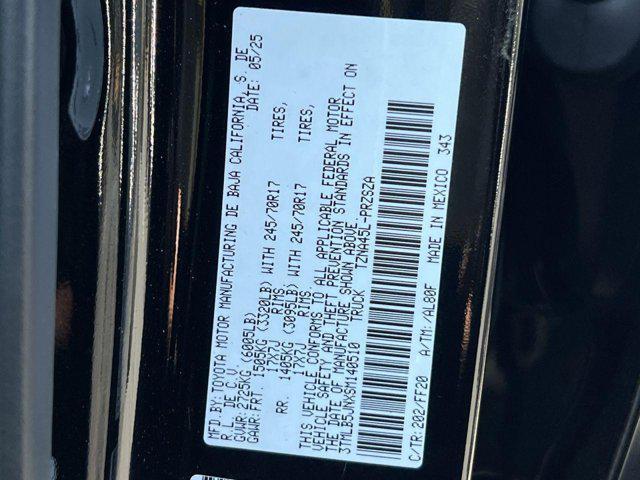 MFD.BY: TOYOTA MOTOR MANUFACTURING DE BAJA CALIFORNIA S. DE
R.L. DE C.V. DATE: 05/25
GVWR: 2725KG (6005LB)
GAWR: FRT. 1505KG (3320LB) WITH 245/70R17 TIRES,
17X7J RIMS,
RR. 1405KG (3095LB) WITH 245/70R17 TIRES,
17X7J RIMS,
THIS VEHICLE CONFORMS TO ALL APPLICABLE FEDERAL MOTOR
VEHICLE SAFETY AND THEFT PREVENTION STANDARDS IN EFFECT ON
THE DATE OF MANUFACTURE SHOWN ABOVE.
3TMLB5JNXSM140510 TRUCK TZNA45L-PRZSZA
C/TR: 202/FF20 A/TM: /AL80F MADE IN MEXICO 343